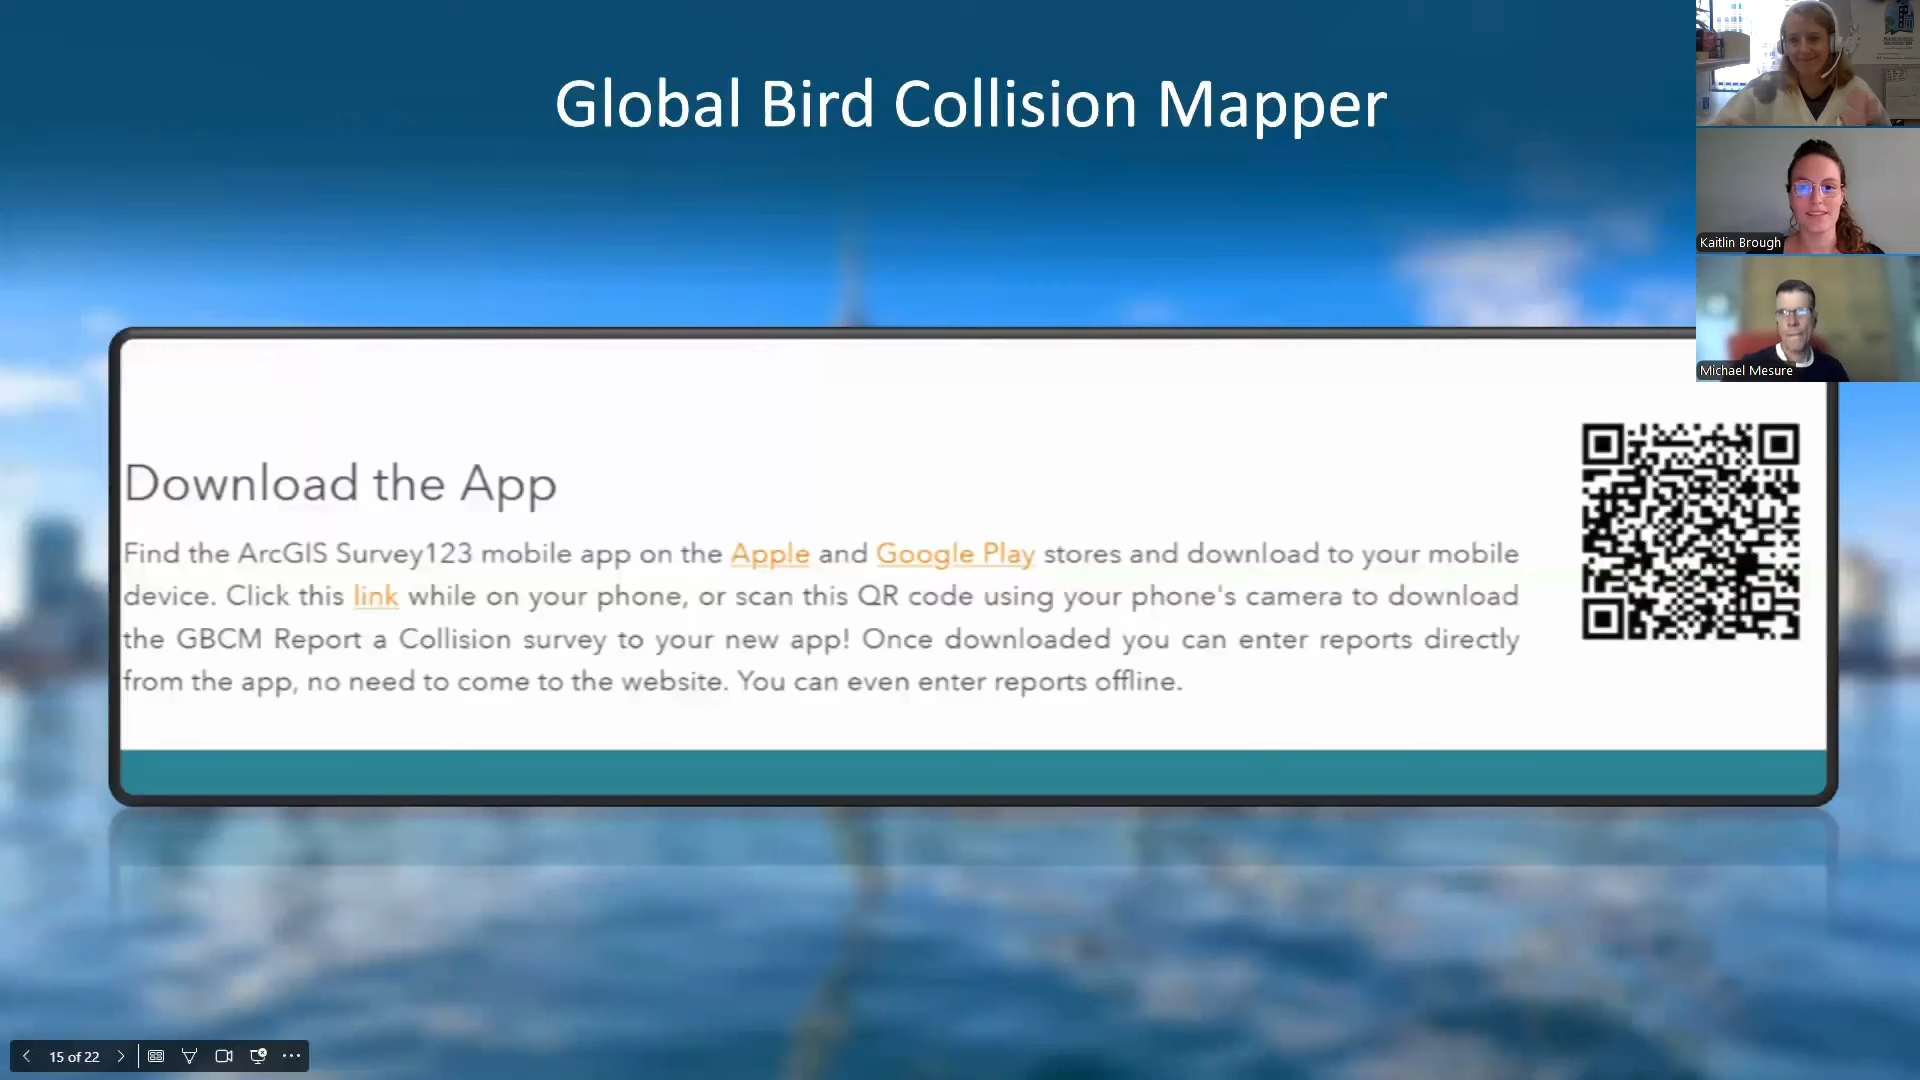 Global Bird Collision Mapper
Kaitlin Brough
Michael Mesure
Download the App
Find the ArcGIS Survey123 mobile app on the Apple and Google Play stores and download to your mobile
device. Click this link while on your phone, or scan this QR code using your phone's camera to download
the GBCM Report a Collision survey to your new app! Once downloaded you can enter reports directly
from the app, no need to come to the website. You can even enter reports offline.
15 of 22